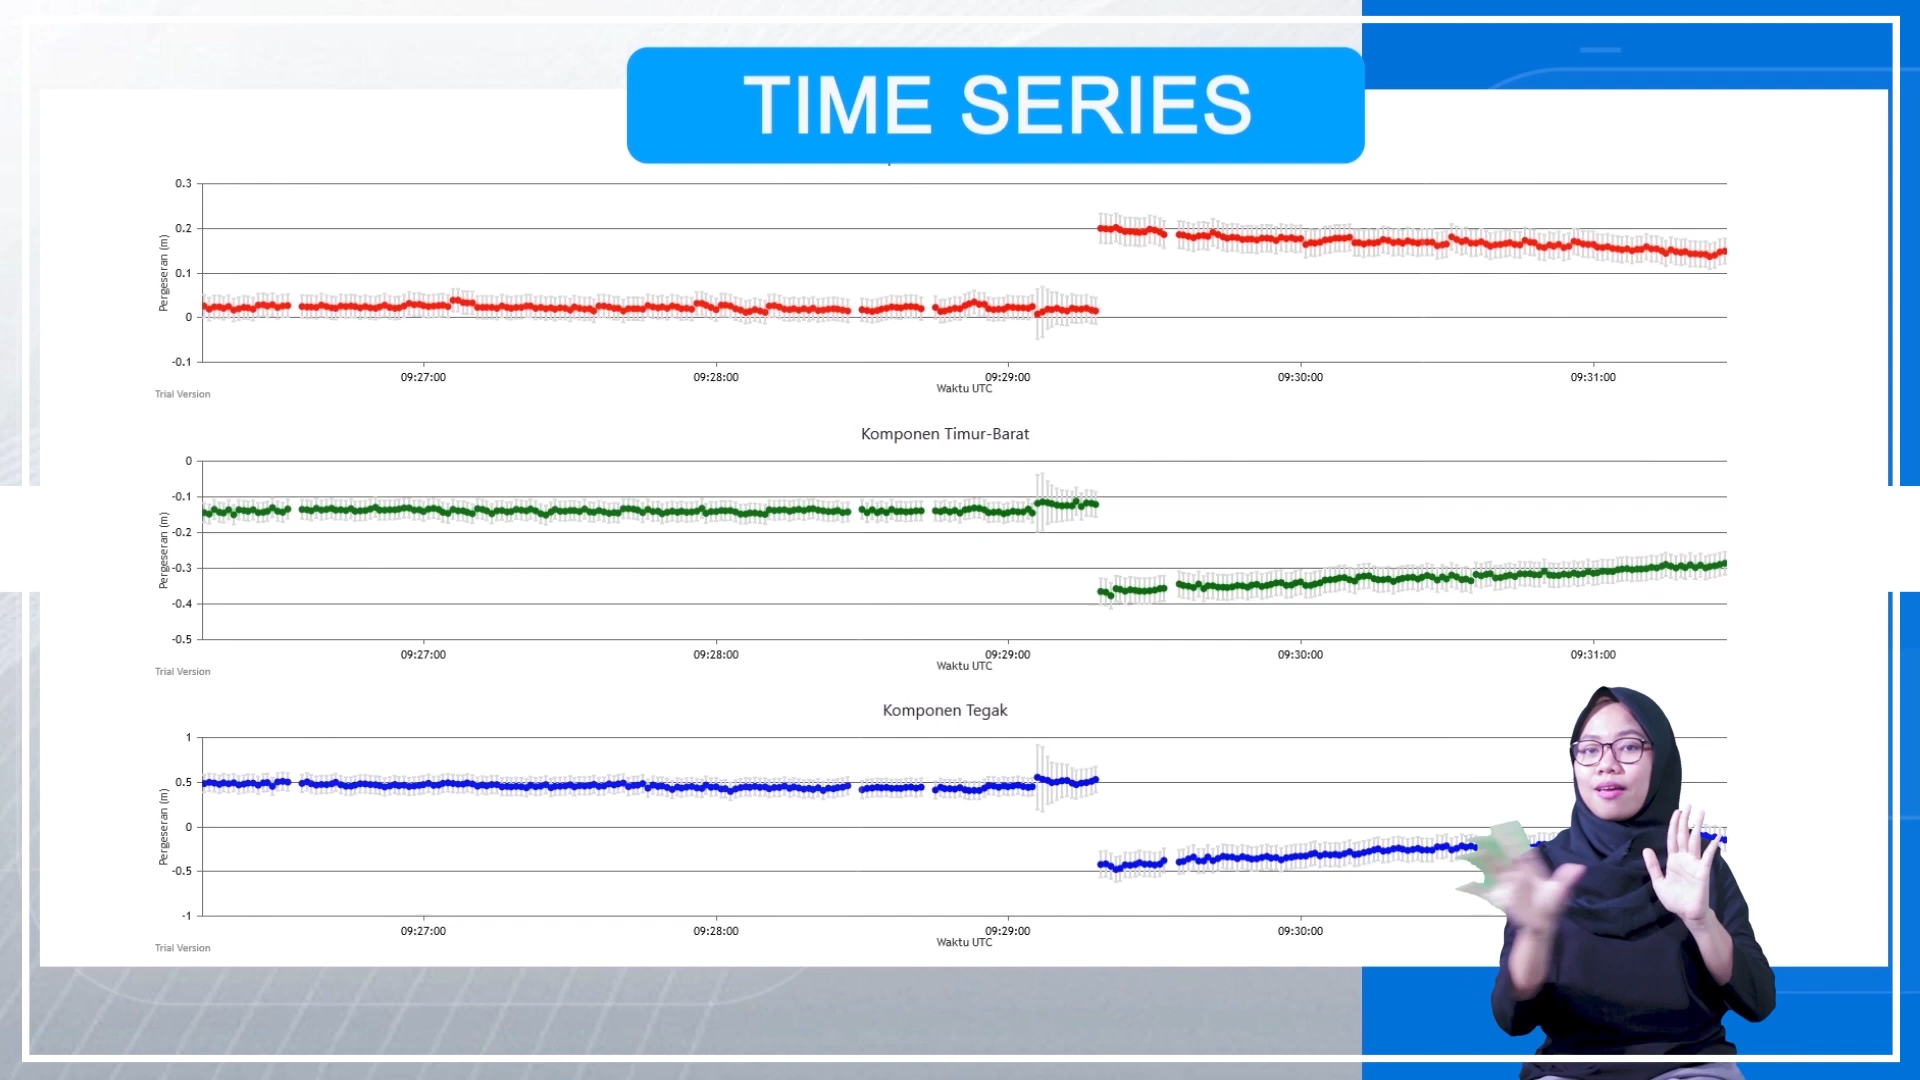 TIME SERIES
0.3
0.2
0.1
0
-0.1
Pergeseran (m)
09:27:00 09:28:00 09:29:00 09:30:00 09:31:00
Waktu UTC
Trial Version
Komponen Timur-Barat
0
-0.1
-0.2
-0.3
-0.4
-0.5
Pergeseran (m)
09:27:00 09:28:00 09:29:00 09:30:00 09:31:00
Waktu UTC
Trial Version
Komponen Tegak
1
0.5
0
-0.5
-1
Pergeseran (m)
09:27:00 09:28:00 09:29:00 09:30:00
Waktu UTC
Trial Version